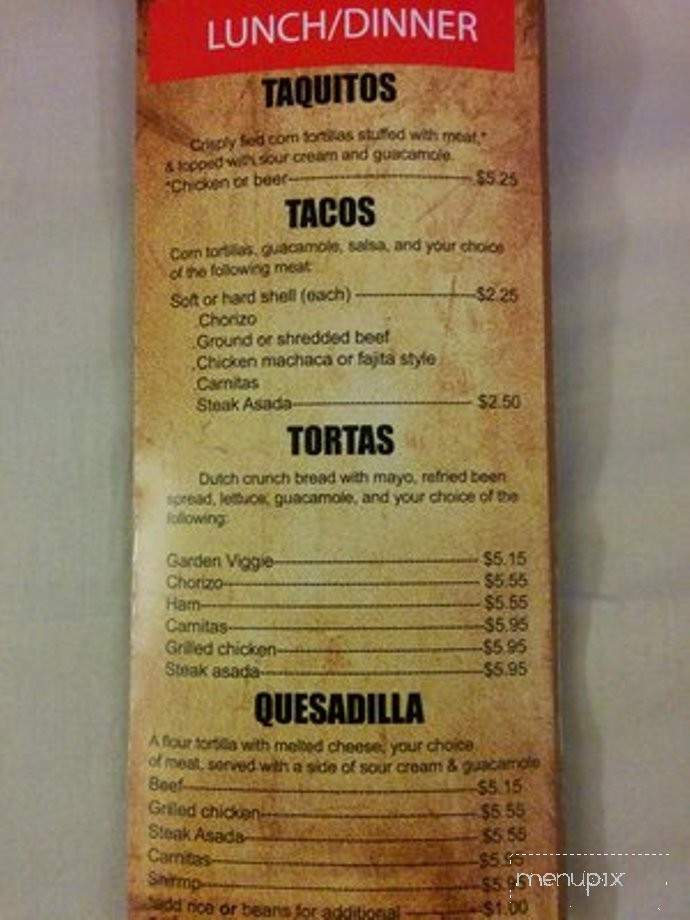 LUNCH/DINNER
TAQUITOS
Crisply fied corn tortillas stuffed with meat,*
& topped with sour cream and guacamole.
*Chicken or beer $5.25
TACOS
Corn tortillas, guacamole, salsa, and your choice
of the following meat:
Soft or hard shell (each) $2.25
Chorizo
Ground or shredded beef
Chicken machaca or fajita style
Carnitas
Steak Asada $2.50
TORTAS
Dutch crunch bread with mayo, refried been
spread, lettuce, guacamole, and your choice of the
following:
Garden Viggie $5.15
Chorizo $5.55
Ham $5.55
Carnitas $5.95
Grilled chicken $5.95
Steak asada $5.95
QUESADILLA
A flour tortilla with melted cheese, your choice
of meat, served with a side of sour cream & guacamole
Beef $5.15
Grilled chicken $5.55
Steak Asada $5.55
Carnitas
Shirmp
add rice or beans for additional $1.00
menupix